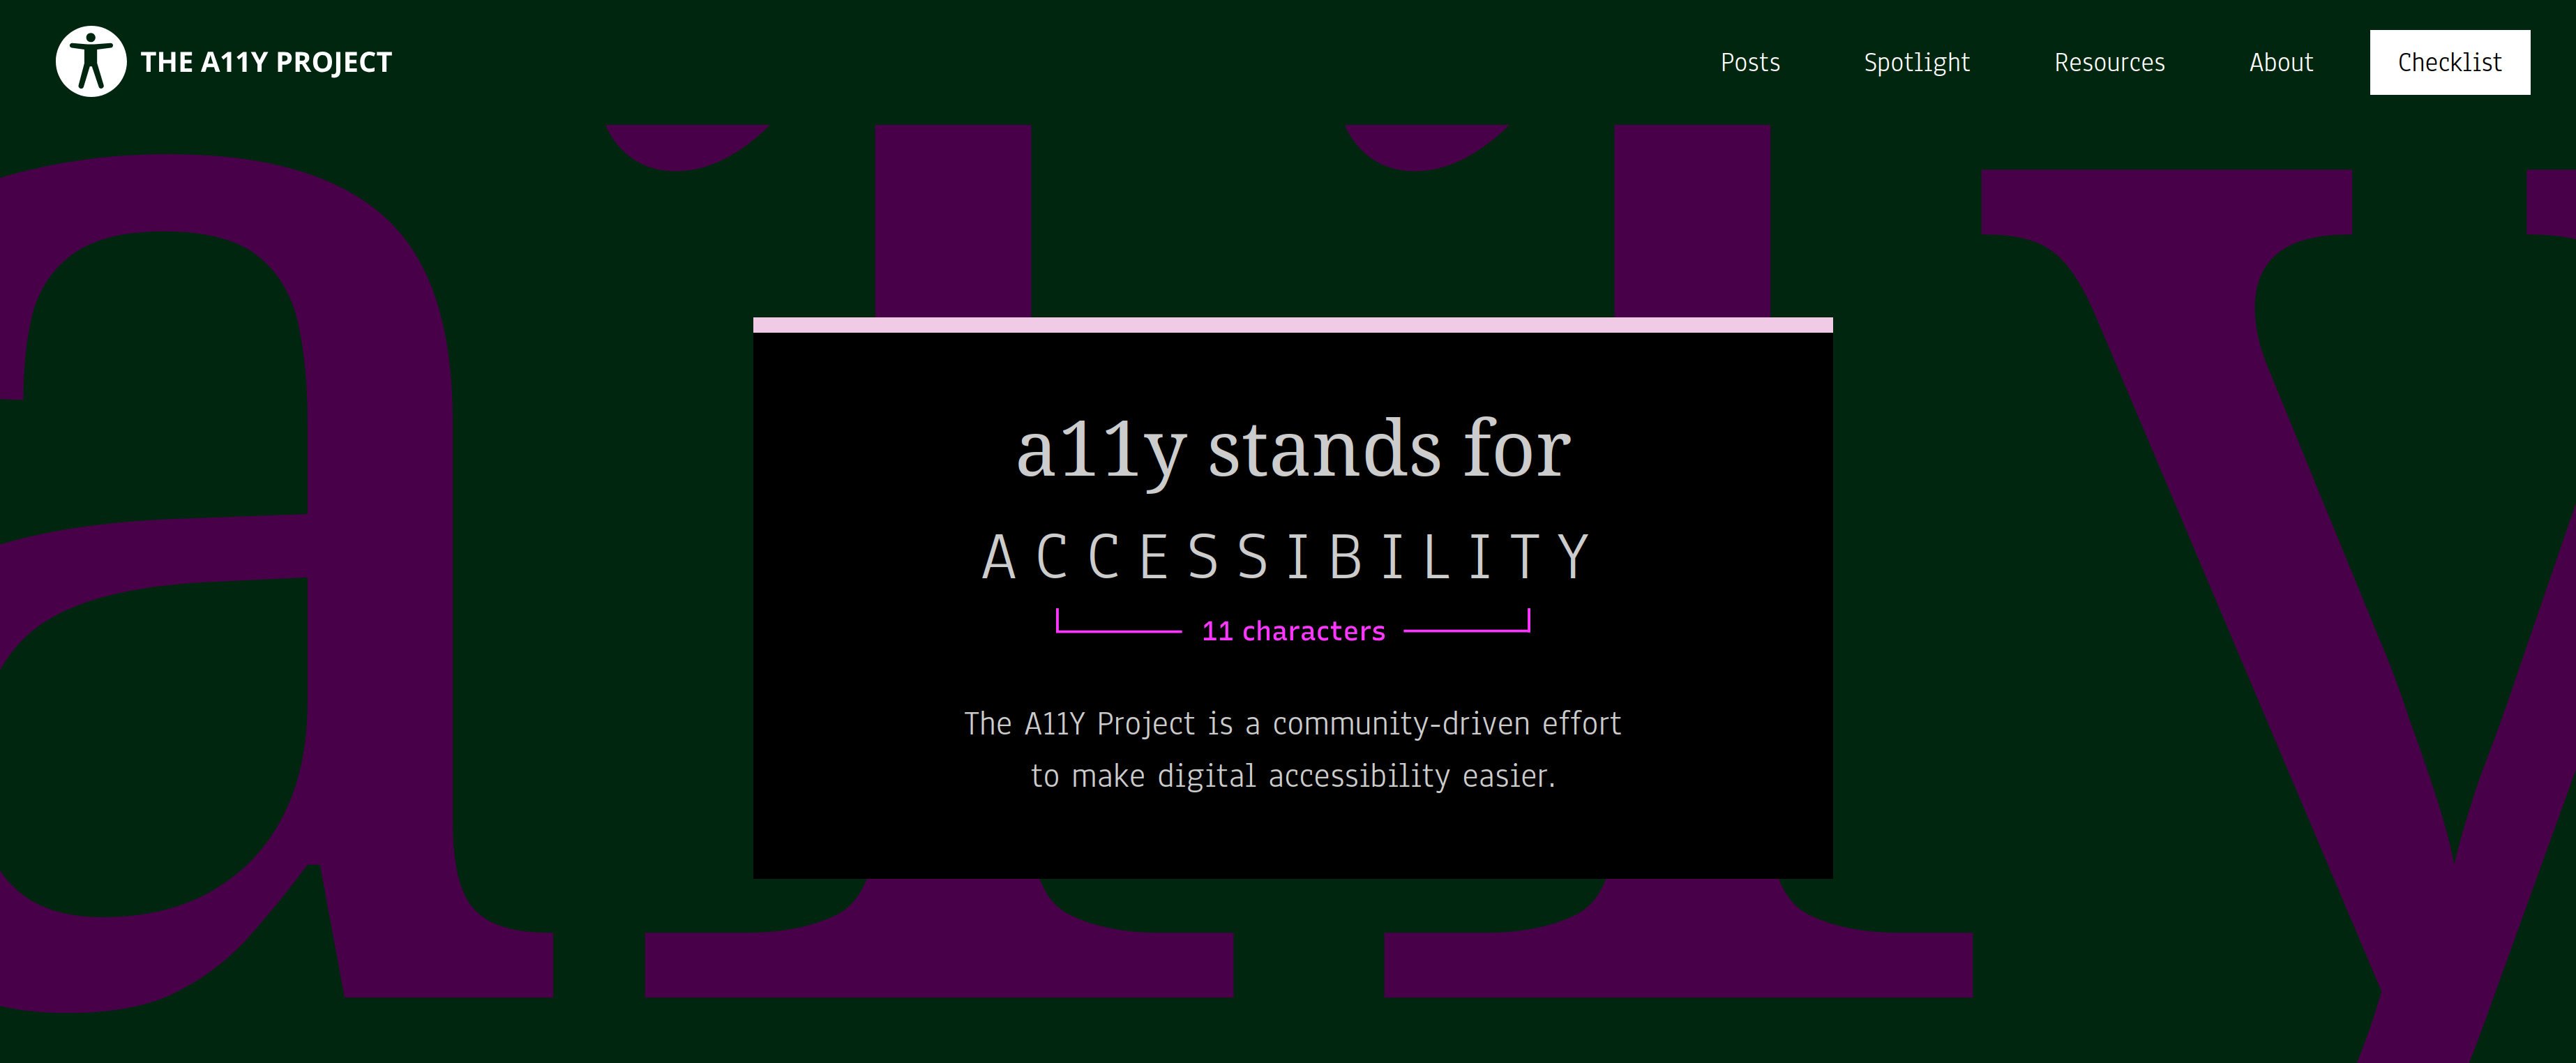 THE A11Y PROJECT
Posts Spotlight Resources About Checklist
a11y
a11y stands for
ACCESSIBILITY
11 characters
The A11Y Project is a community-driven effort
to make digital accessibility easier.